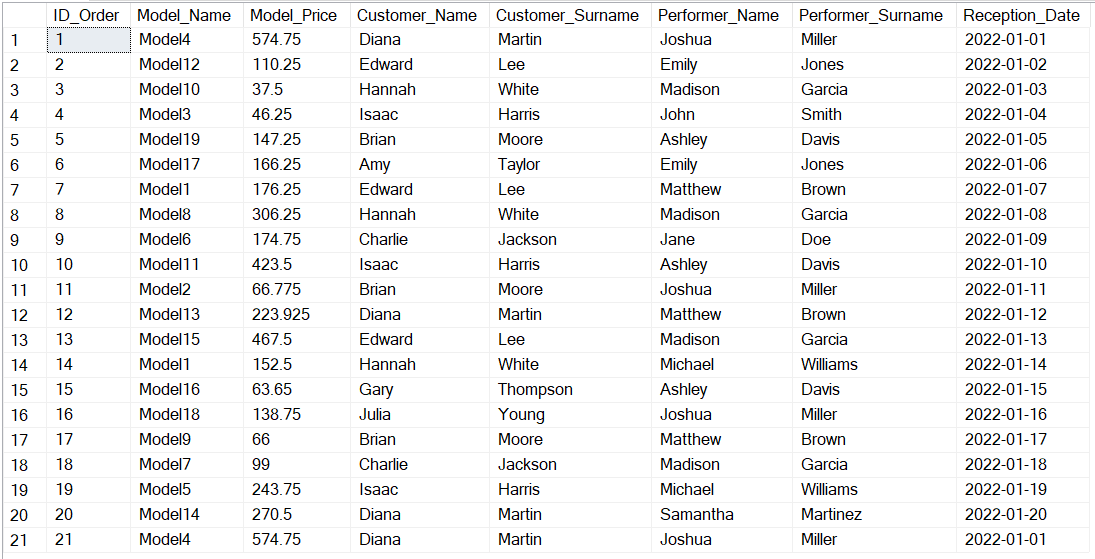 ID_Order Model_Name Model_Price Customer_Name Customer_Surname Performer_Name Performer_Surname Reception_Date
1 1 Model4 574.75 Diana Martin Joshua Miller 2022-01-01
2 2 Model12 110.25 Edward Lee Emily Jones 2022-01-02
3 3 Model10 37.5 Hannah White Madison Garcia 2022-01-03
4 4 Model3 46.25 Isaac Harris John Smith 2022-01-04
5 5 Model19 147.25 Brian Moore Ashley Davis 2022-01-05
6 6 Model17 166.25 Amy Taylor Emily Jones 2022-01-06
7 7 Model1 176.25 Edward Lee Matthew Brown 2022-01-07
8 8 Model8 306.25 Hannah White Madison Garcia 2022-01-08
9 9 Model6 174.75 Charlie Jackson Jane Doe 2022-01-09
10 10 Model11 423.5 Isaac Harris Ashley Davis 2022-01-10
11 11 Model2 66.775 Brian Moore Joshua Miller 2022-01-11
12 12 Model13 223.925 Diana Martin Matthew Brown 2022-01-12
13 13 Model15 467.5 Edward Lee Madison Garcia 2022-01-13
14 14 Model1 152.5 Hannah White Michael Williams 2022-01-14
15 15 Model16 63.65 Gary Thompson Ashley Davis 2022-01-15
16 16 Model18 138.75 Julia Young Joshua Miller 2022-01-16
17 17 Model9 66 Brian Moore Matthew Brown 2022-01-17
18 18 Model7 99 Charlie Jackson Madison Garcia 2022-01-18
19 19 Model5 243.75 Isaac Harris Michael Williams 2022-01-19
20 20 Model14 270.5 Diana Martin Samantha Martinez 2022-01-20
21 21 Model4 574.75 Diana Martin Joshua Miller 2022-01-01